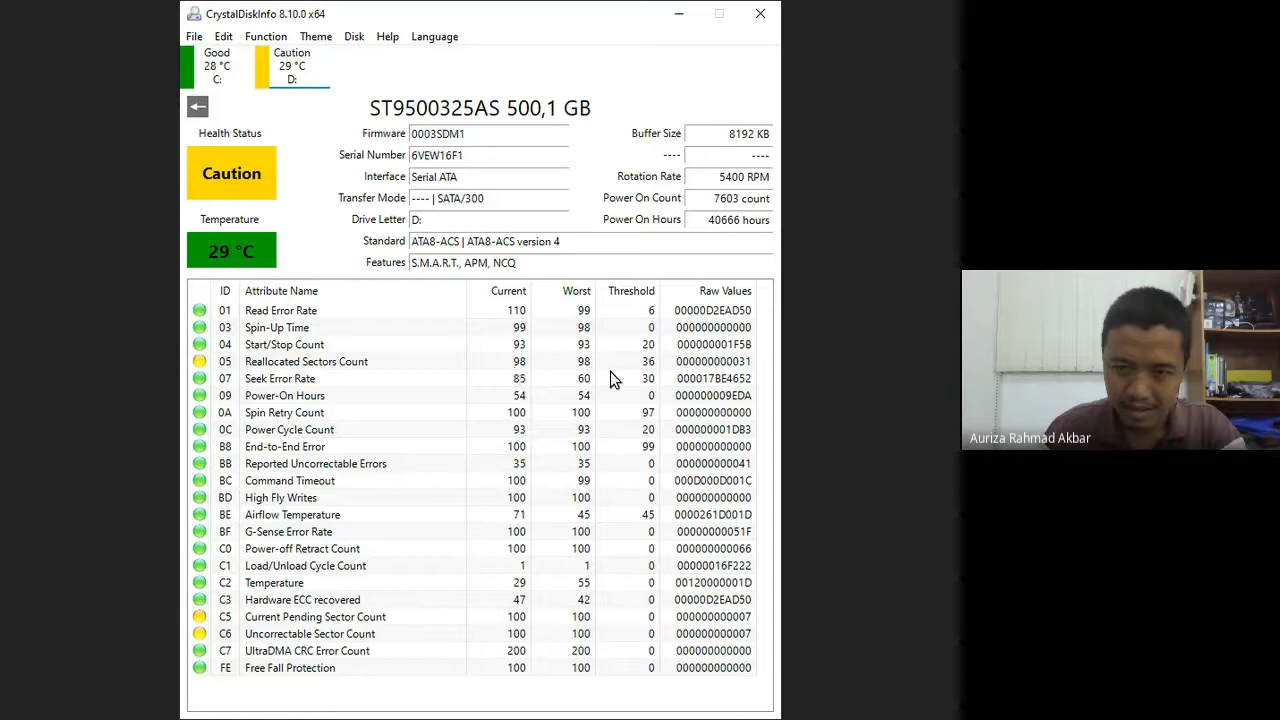 CrystalDiskInfo 8.10.0 x64
File Edit Function Theme Disk Help Language
Good
28 °C
C:
Caution
29 °C
D:
ST9500325AS 500,1 GB
Health Status
Caution
Temperature
29 °C
Firmware 0003SDM1
Serial Number 6VEW16F1
Interface Serial ATA
Transfer Mode ---- | SATA/300
Drive Letter D:
Standard ATA8-ACS | ATA8-ACS version 4
Features S.M.A.R.T., APM, NCQ
Buffer Size 8192 KB
---- ----
Rotation Rate 5400 RPM
Power On Count 7603 count
Power On Hours 40666 hours
ID Attribute Name Current Worst Threshold Raw Values
01 Read Error Rate 110 99 6 00000D2EAD50
03 Spin-Up Time 99 98 0 000000000000
04 Start/Stop Count 93 93 20 000000001F5B
05 Reallocated Sectors Count 98 98 36 000000000031
07 Seek Error Rate 85 60 30 000017BE4652
09 Power-On Hours 54 54 0 000000009EDA
0A Spin Retry Count 100 100 97 000000000000
0C Power Cycle Count 93 93 20 000000001DB3
B8 End-to-End Error 100 100 99 000000000000
BB Reported Uncorrectable Errors 35 35 0 000000000041
BC Command Timeout 100 99 0 000D000D001C
BD High Fly Writes 100 100 0 000000000000
BE Airflow Temperature 71 45 45 0000261D001D
BF G-Sense Error Rate 100 100 0 00000000051F
C0 Power-off Retract Count 100 100 0 000000000066
C1 Load/Unload Cycle Count 1 1 0 00000016F222
C2 Temperature 29 55 0 00120000001D
C3 Hardware ECC recovered 47 42 0 00000D2EAD50
C5 Current Pending Sector Count 100 100 0 000000000007
C6 Uncorrectable Sector Count 100 100 0 000000000007
C7 UltraDMA CRC Error Count 200 200 0 000000000000
FE Free Fall Protection 100 100 0 000000000000
Auriza Rahmad Akbar